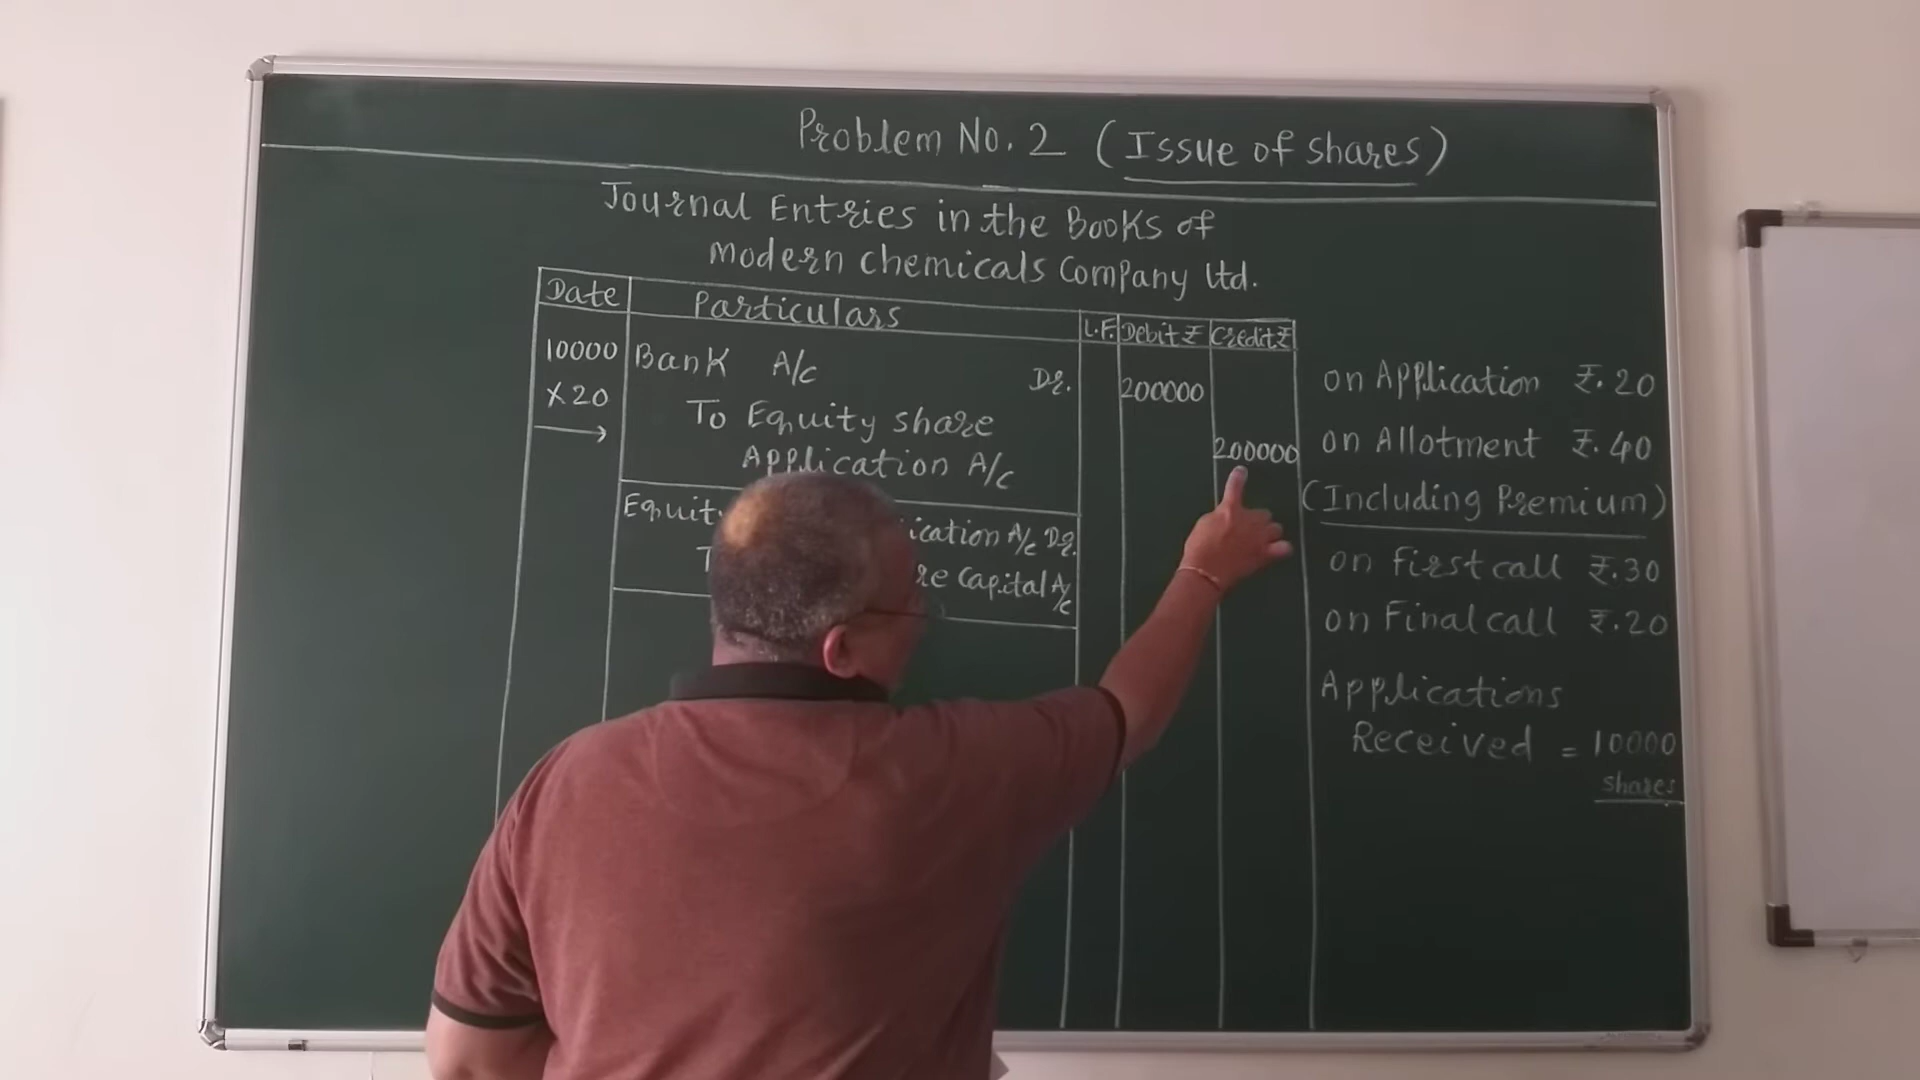 Problem No. 2 (Issue of shares)
Journal Entries in the Books of
Modern Chemicals Company Ltd.
Date Particulars L.F. Debit ₹ Credit ₹
10000 Bank A/c Dr. 200000
X 20 To Equity share
Application A/c 200000
ication A/c Dr.
re Capital A/c
on Application ₹. 20
on Allotment ₹. 40
(Including Premium)
on First call ₹. 30
on Final call ₹. 20
Applications
Received = 10000
shares